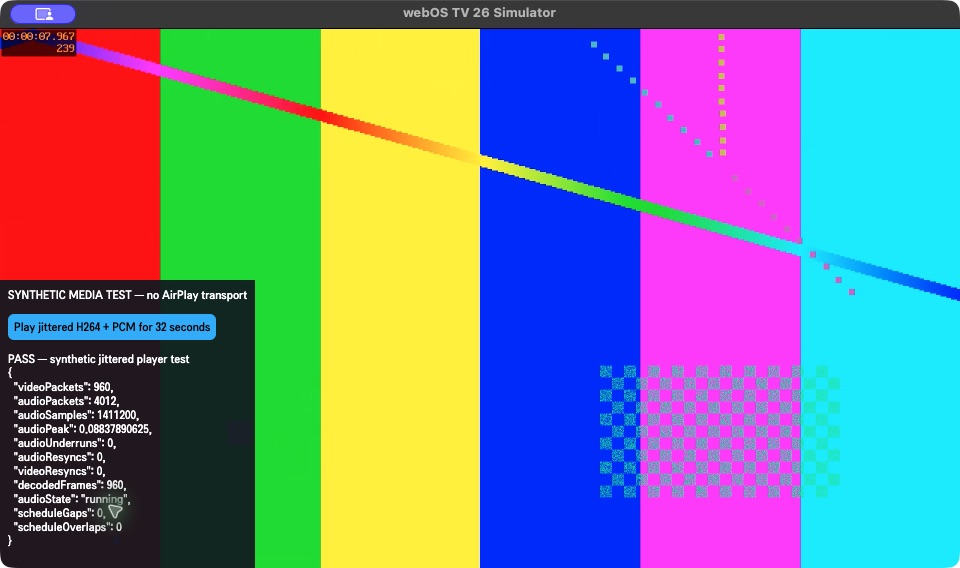 webOS TV 26 Simulator
00:00:07.967
239
SYNTHETIC MEDIA TEST — no AirPlay transport
Play jittered H264 + PCM for 32 seconds
PASS — synthetic jittered player test
{
"videoPackets": 960,
"audioPackets": 4012,
"audioSamples": 1411200,
"audioPeak": 0.08837890625,
"audioUnderruns": 0,
"audioResyncs": 0,
"videoResyncs": 0,
"decodedFrames": 960,
"audioState": "running",
"scheduleGaps": 0,
"scheduleOverlaps": 0
}